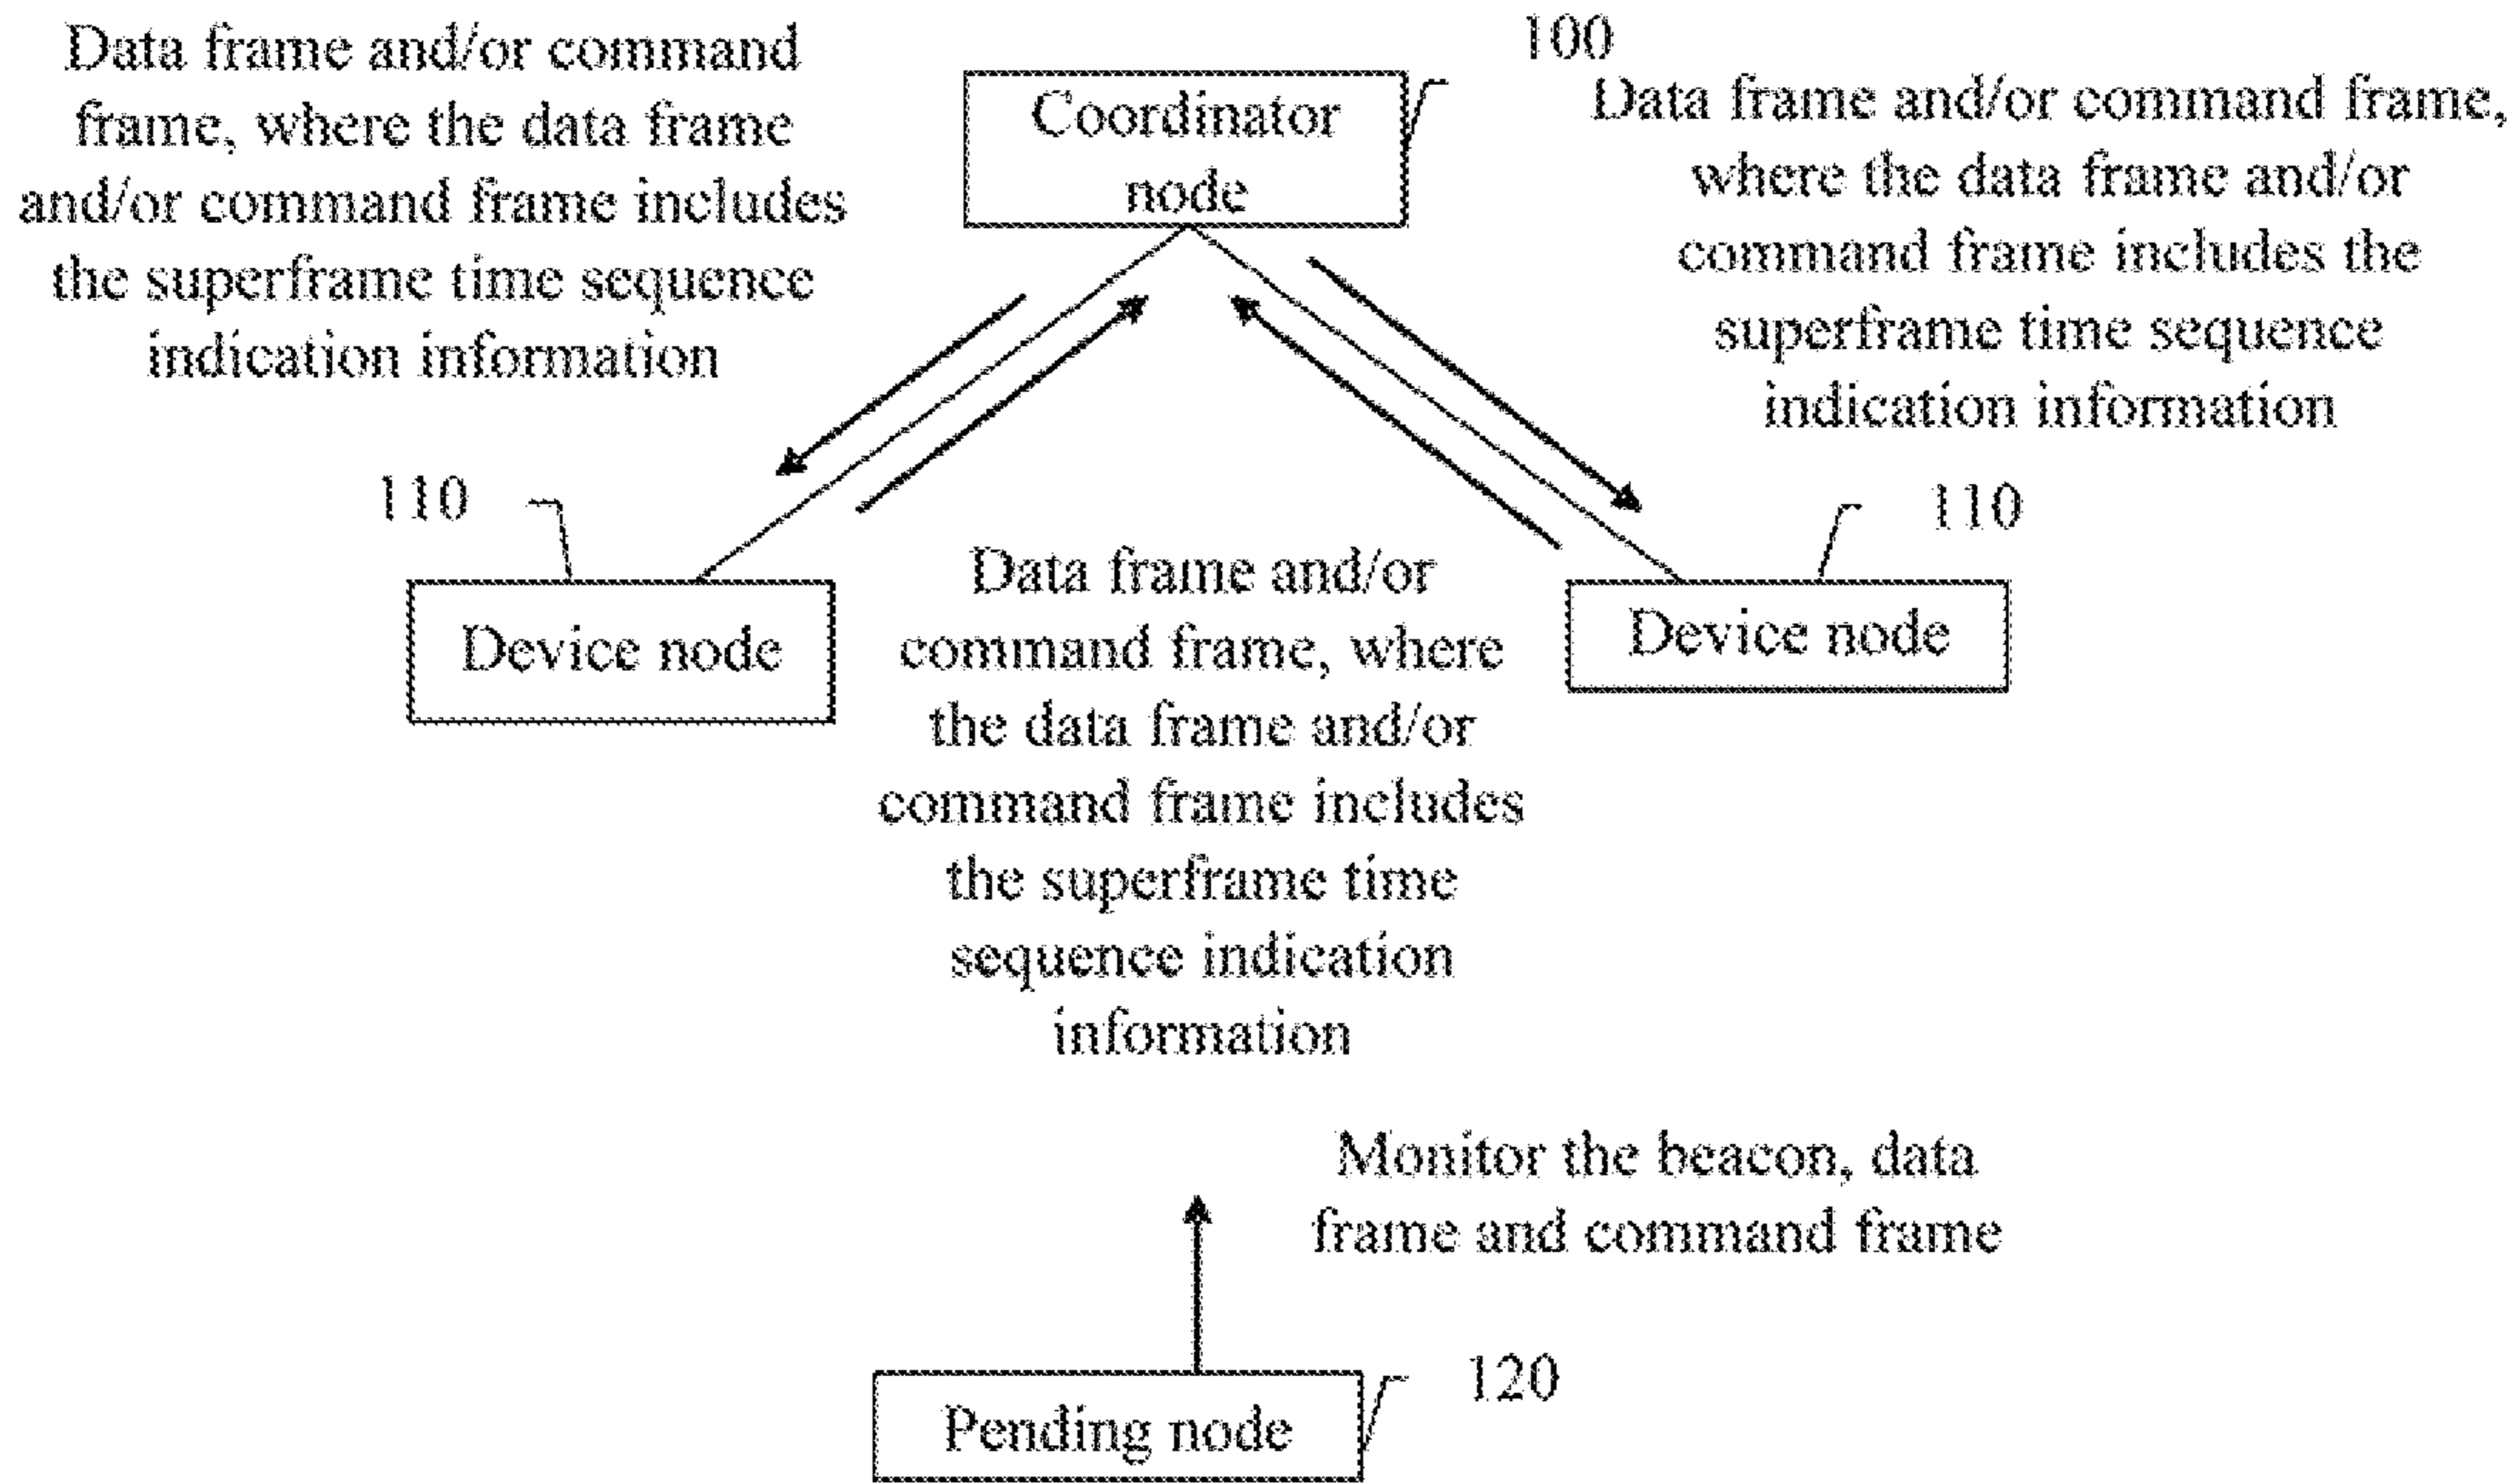 Data frame and/or command
frame, where the data frame
and/or command frame includes
the superframe time sequence
indication information
100
Coordinator
node
Data frame and/or command frame,
where the data frame and/or
command frame includes the
superframe time sequence
indication information
110
110
Device node
Data frame and/or
command frame, where
the data frame and/or
command frame includes
the superframe time
sequence indication
information
Device node
Monitor the beacon, data
frame and command frame
120
Pending node